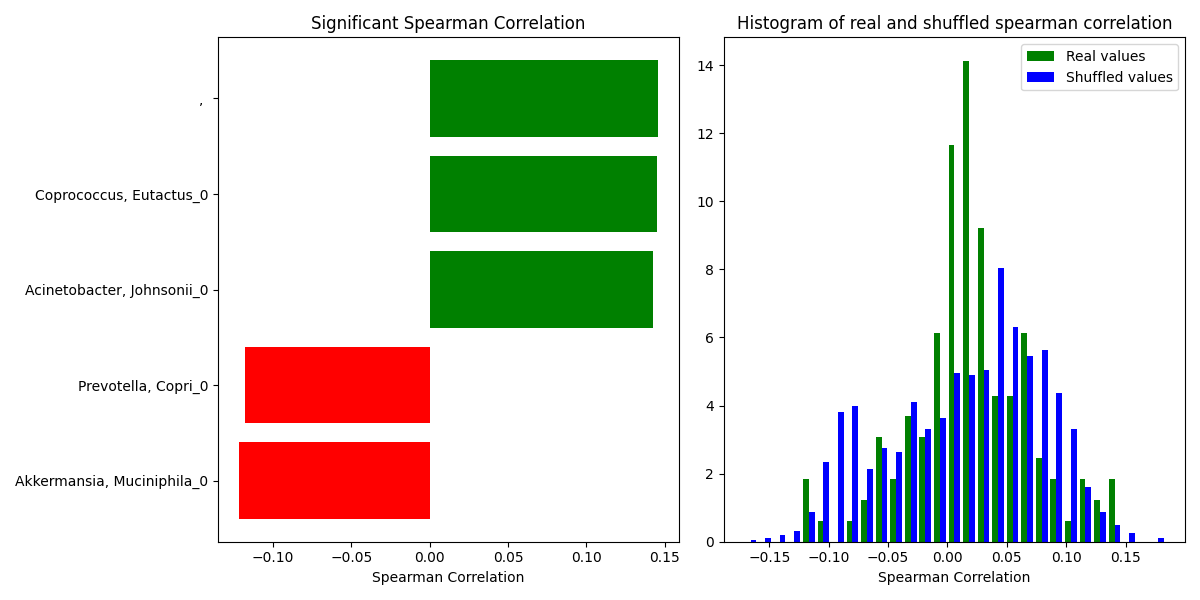 Significant Spearman Correlation
,
Coprococcus, Eutactus_0
Acinetobacter, Johnsonii_0
Prevotella, Copri_0
Akkermansia, Muciniphila_0
−0.10 −0.05 0.00 0.05 0.10 0.15
Spearman Correlation
Histogram of real and shuffled spearman correlation
Real values
Shuffled values
14
12
10
8
6
4
2
0
−0.15 −0.10 −0.05 0.00 0.05 0.10 0.15
Spearman Correlation